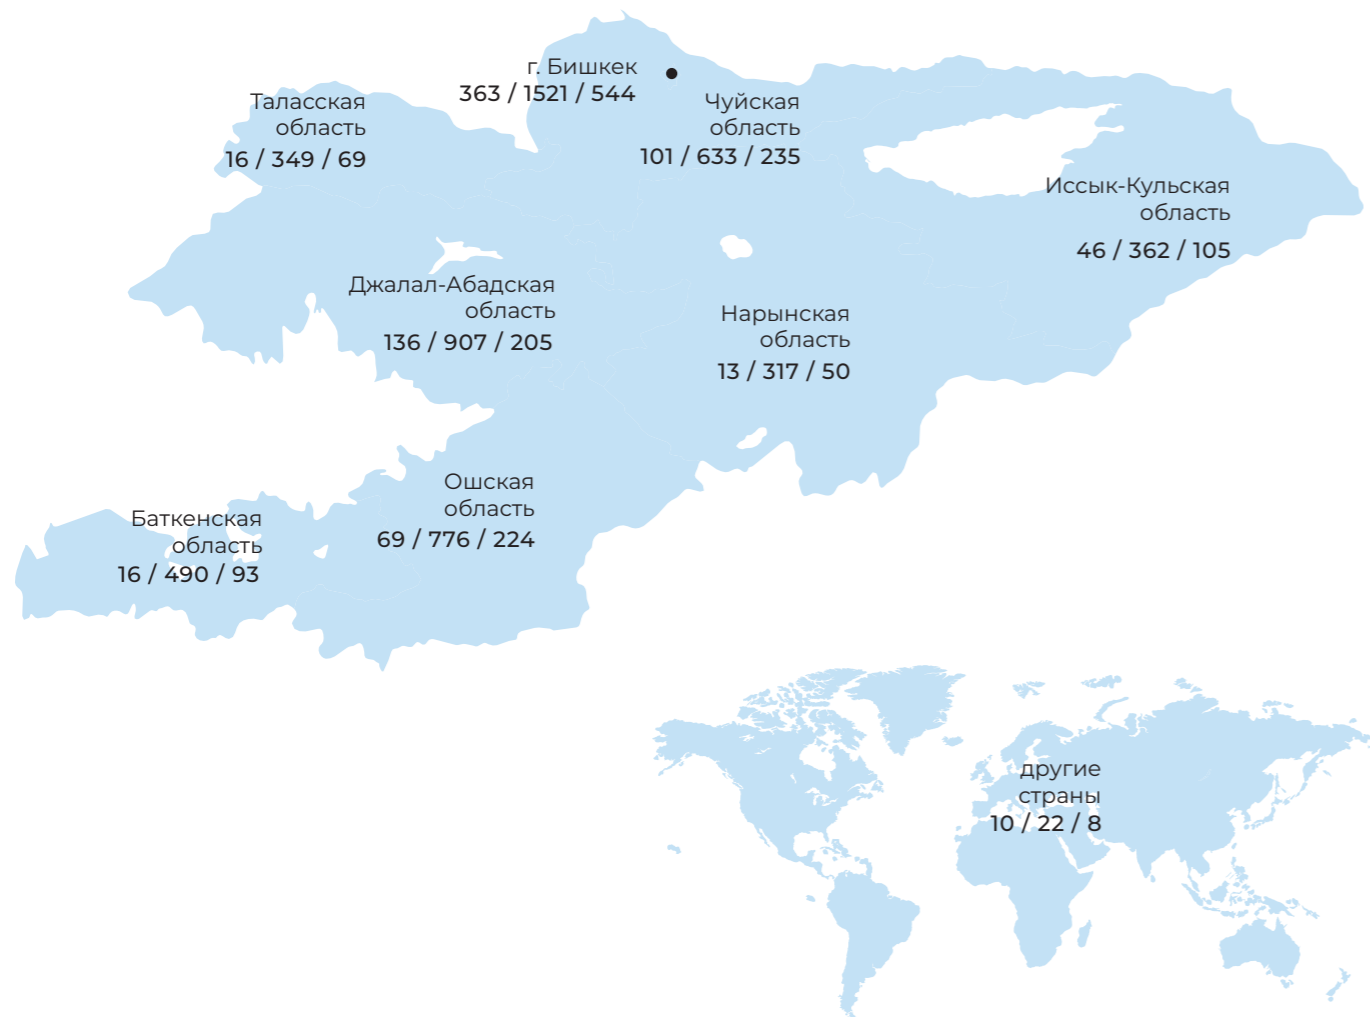 г. Бишкек
363 / 1521 / 544
Таласская
область
16 / 349 / 69
Чуйская
область
101 / 633 / 235
Иссык-Кульская
область
46 / 362 / 105
Джалал-Абадская
область
136 / 907 / 205
Нарынская
область
13 / 317 / 50
Ошская
область
69 / 776 / 224
Баткенская
область
16 / 490 / 93
другие
страны
10 / 22 / 8